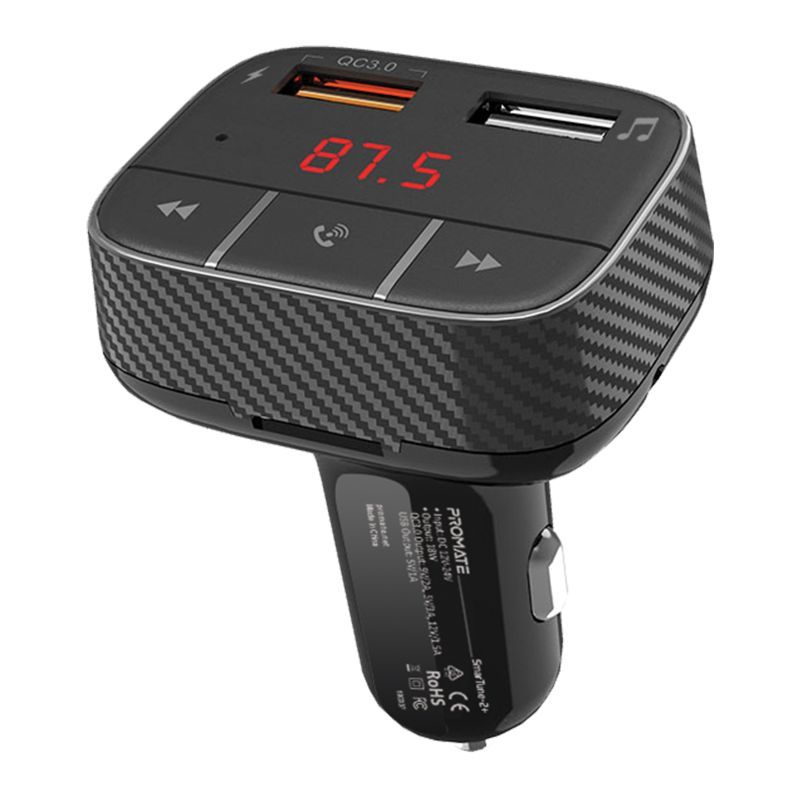 QC3.0
87.5
PROMATE
SmarTune-2+
• Input: DC 12V-24V
• Output: 18W
QC3.0 Output: 9V/2A, 5V/3A, 12V/1.5A
USB Output: 5V/1A
promate.net
Made in China
CE
RoHS
FC